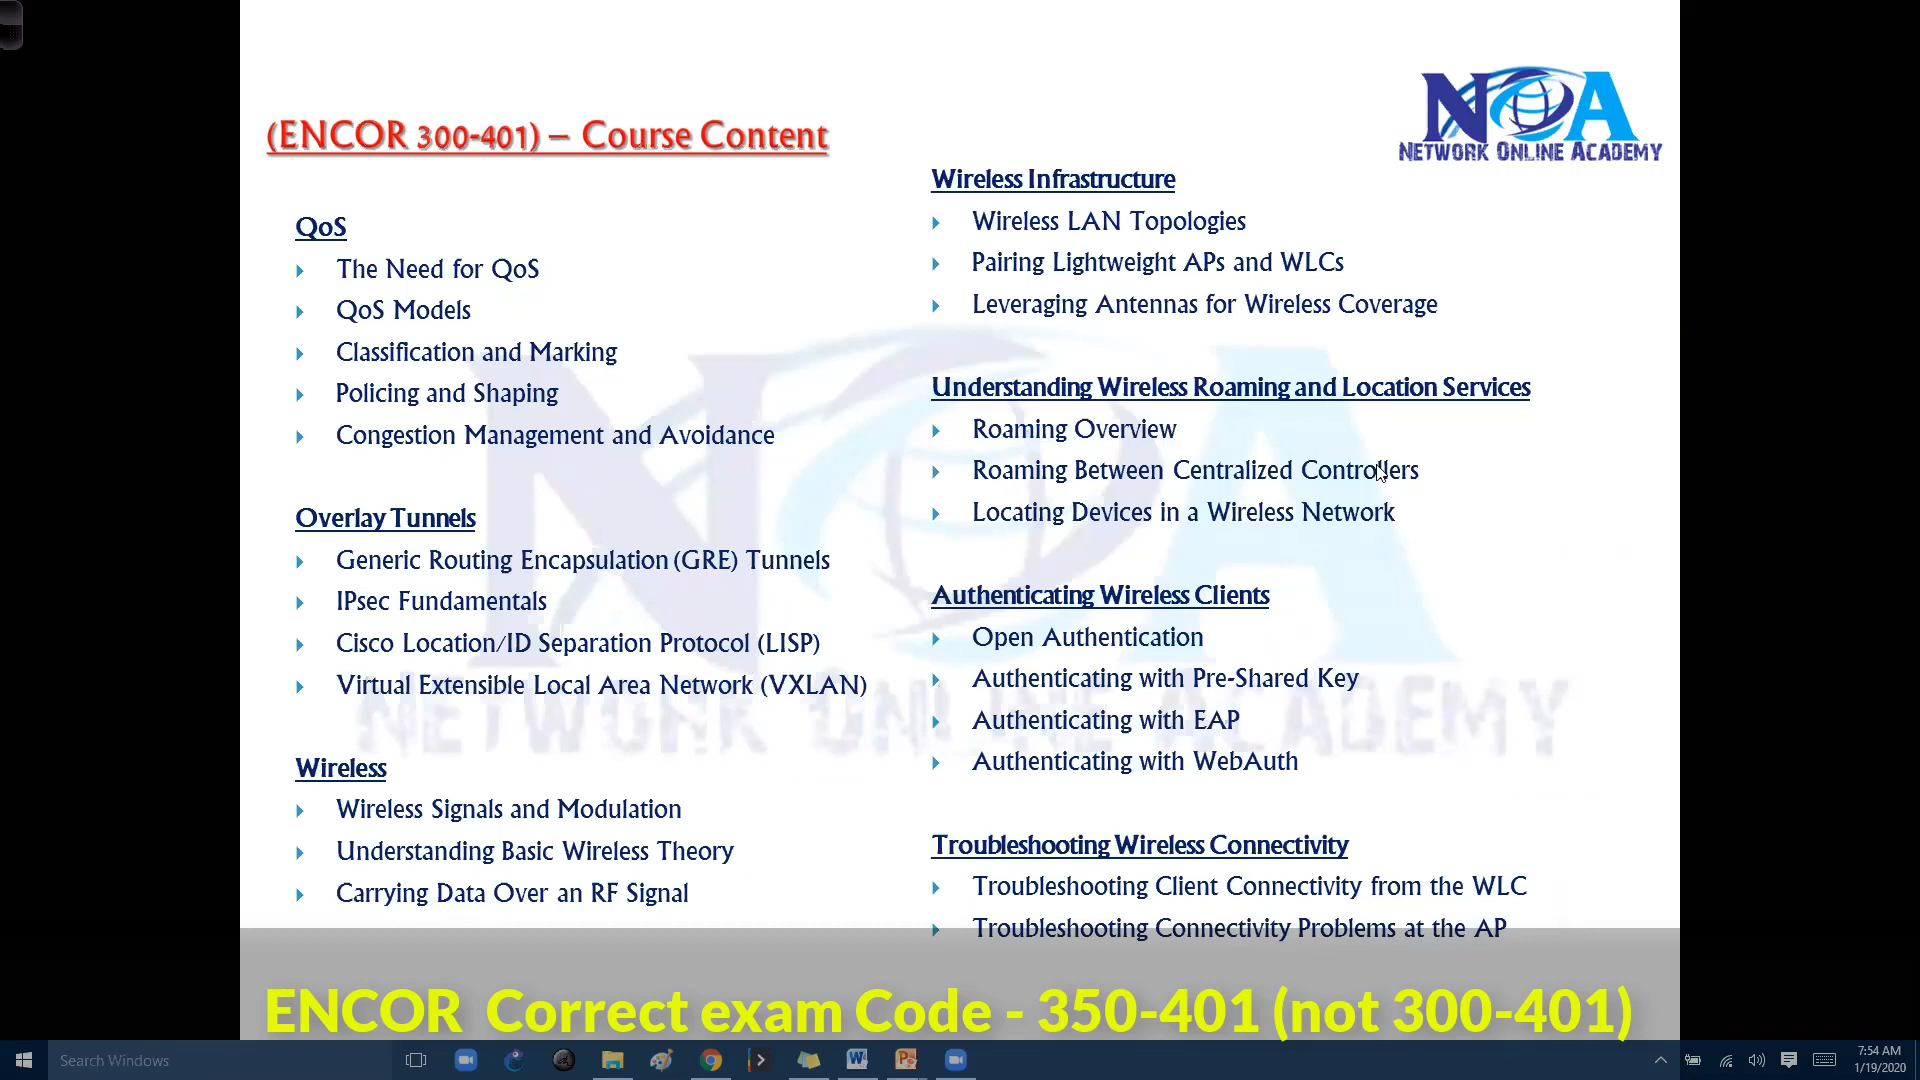 (ENCOR 300-401) – Course Content
NOA
NETWORK ONLINE ACADEMY
QoS
The Need for QoS
QoS Models
Classification and Marking
Policing and Shaping
Congestion Management and Avoidance
Overlay Tunnels
Generic Routing Encapsulation (GRE) Tunnels
IPsec Fundamentals
Cisco Location/ID Separation Protocol (LISP)
Virtual Extensible Local Area Network (VXLAN)
Wireless
Wireless Signals and Modulation
Understanding Basic Wireless Theory
Carrying Data Over an RF Signal
Wireless Infrastructure
Wireless LAN Topologies
Pairing Lightweight APs and WLCs
Leveraging Antennas for Wireless Coverage
Understanding Wireless Roaming and Location Services
Roaming Overview
Roaming Between Centralized Controllers
Locating Devices in a Wireless Network
Authenticating Wireless Clients
Open Authentication
Authenticating with Pre-Shared Key
Authenticating with EAP
Authenticating with WebAuth
Troubleshooting Wireless Connectivity
Troubleshooting Client Connectivity from the WLC
Troubleshooting Connectivity Problems at the AP
NOA
NETWORK ONLINE ACADEMY
ENCOR Correct exam Code - 350-401 (not 300-401)
Search Windows
7:54 AM
1/19/2020